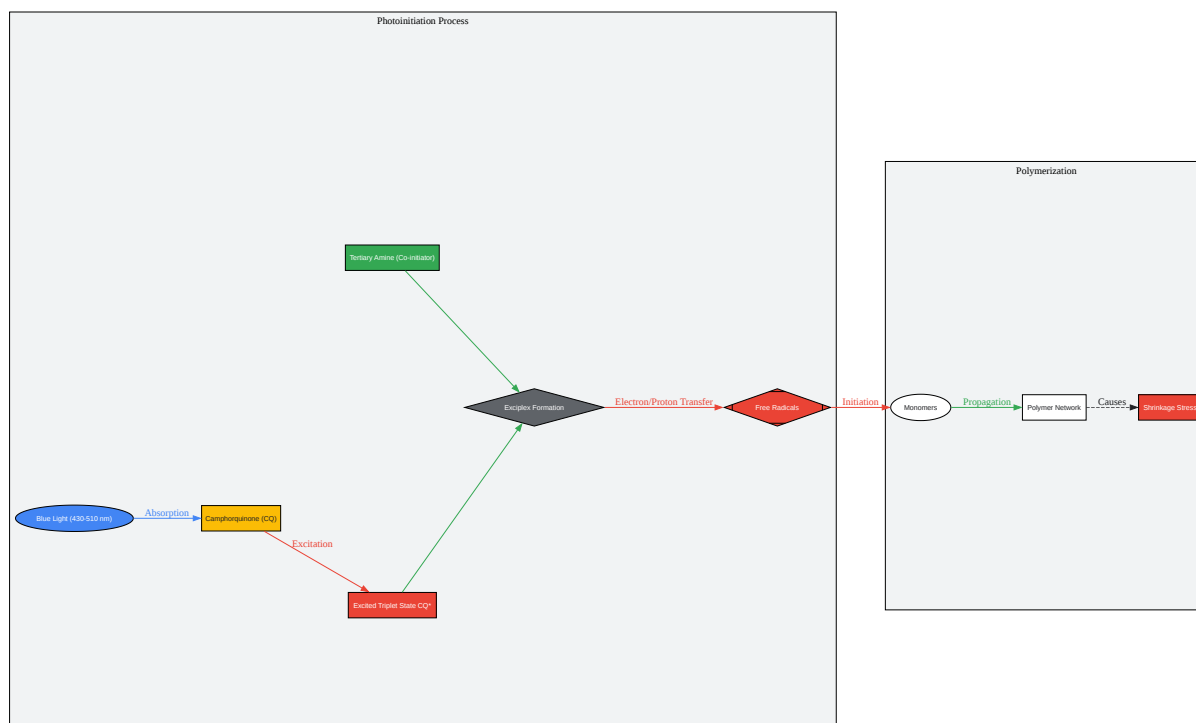 Photoinitiation Process
Polymerization
Tertiary Amine (Co-initiator)
Exciplex Formation
Electron/Proton Transfer
Free Radicals
Initiation
Monomers
Propagation
Polymer Network
Causes
Shrinkage Stress
Blue Light (430-510 nm)
Absorption
Camphorquinone (CQ)
Excitation
Excited Triplet State CQ*